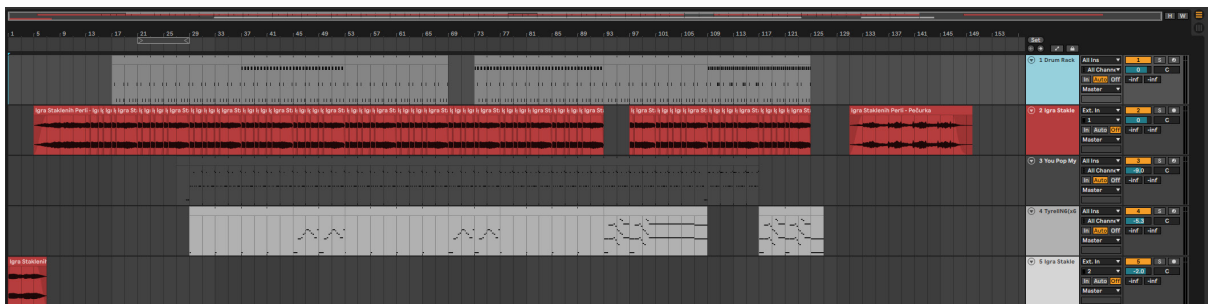 H W
1 5 9 13 17 21 25 29 33 37 41 45 49 53 57 61 65 69 73 77 81 85 89 93 97 101 105 109 113 117 121 125 129 133 137 141 145 149 153
Set
1 Drum Rack All Ins 1 S
All Channe 0 C
In Auto Off -inf -inf
Master
Igra Staklenih Perti - Pečurka
2 Igra Stakle Ext. In 2 S
1 0 C
In Auto Off -inf -inf
Master
3 You Pop My All Ins 3 S
All Channe -9.0 C
In Auto Off -inf -inf
Master
4 TyrellN6(x6 All Ins 4 S
All Channe -5.3 C
In Auto Off -inf -inf
Master
Igra Stakleni
5 Igra Stakle Ext. In 5 S
2 -2.0 C
In Auto Off -inf -inf
Master